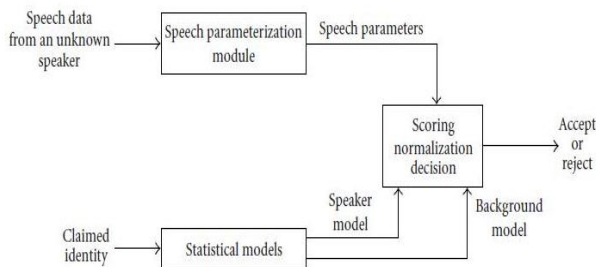 Speech data
from an unknown
speaker
Speech parameterization
module
Speech parameters
Scoring
normalization
decision
Accept
or
reject
Speaker
model
Background
model
Claimed
identity
Statistical models